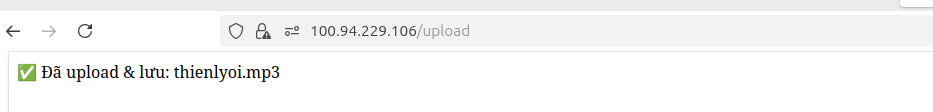 100.94.229.106/upload
✅ Đã upload & lưu: thienlyoi.mp3